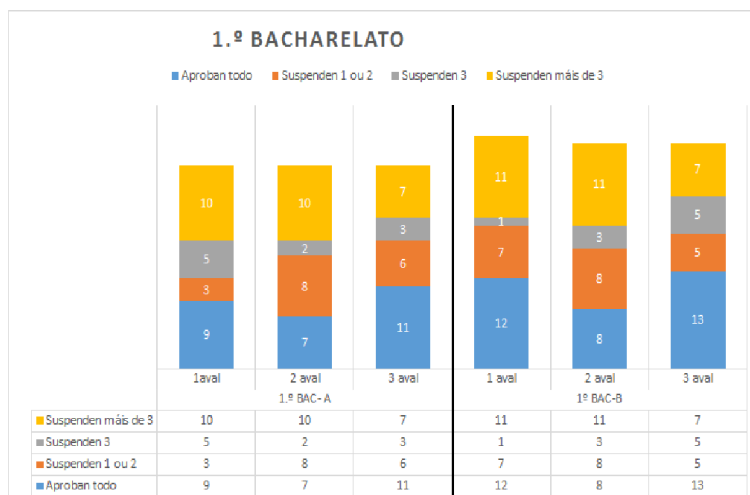 1.º BACHARELATO
Aproban todo Suspenden 1 ou 2 Suspenden 3 Suspenden máis de 3
10 10 7 11 11 7
5 2 3 1 3 5
3 8 6 7 8 5
9 7 11 12 8 13
1aval 2 aval 3 aval 1 aval 2 aval 3 aval
1.º BAC- A 1º BAC-B
Suspenden máis de 3 10 10 7 11 11 7
Suspenden 3 5 2 3 1 3 5
Suspenden 1 ou 2 3 8 6 7 8 5
Aproban todo 9 7 11 12 8 13